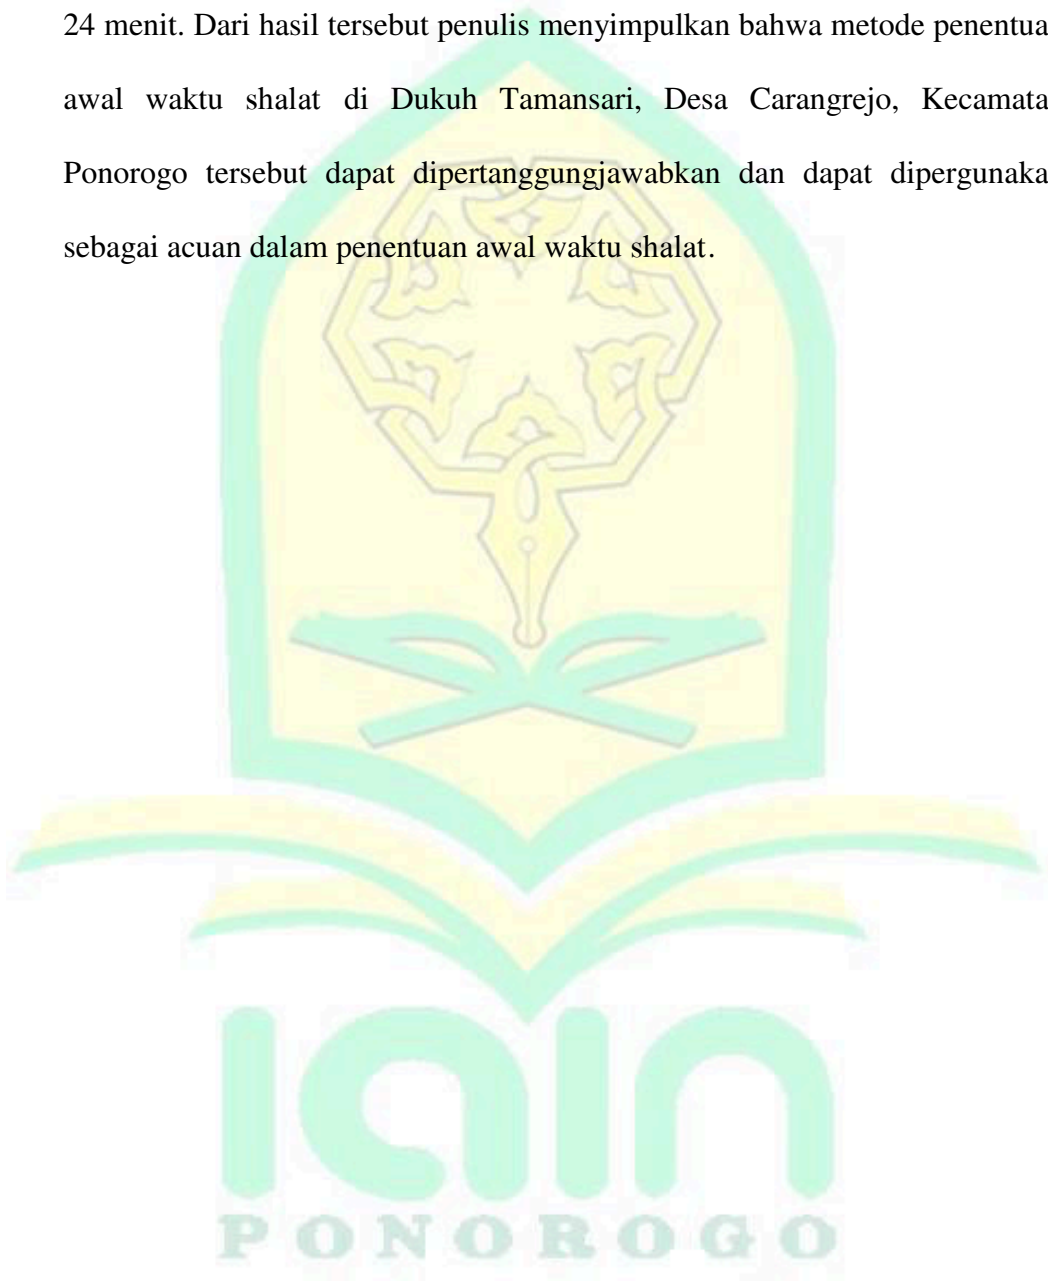 24 menit. Dari hasil tersebut penulis menyimpulkan bahwa metode penentua
awal waktu shalat di Dukuh Tamansari, Desa Carangrejo, Kecamata
Ponorogo tersebut dapat dipertanggungjawabkan dan dapat dipergunaka
sebagai acuan dalam penentuan awal waktu shalat.
iain
PONOROGO